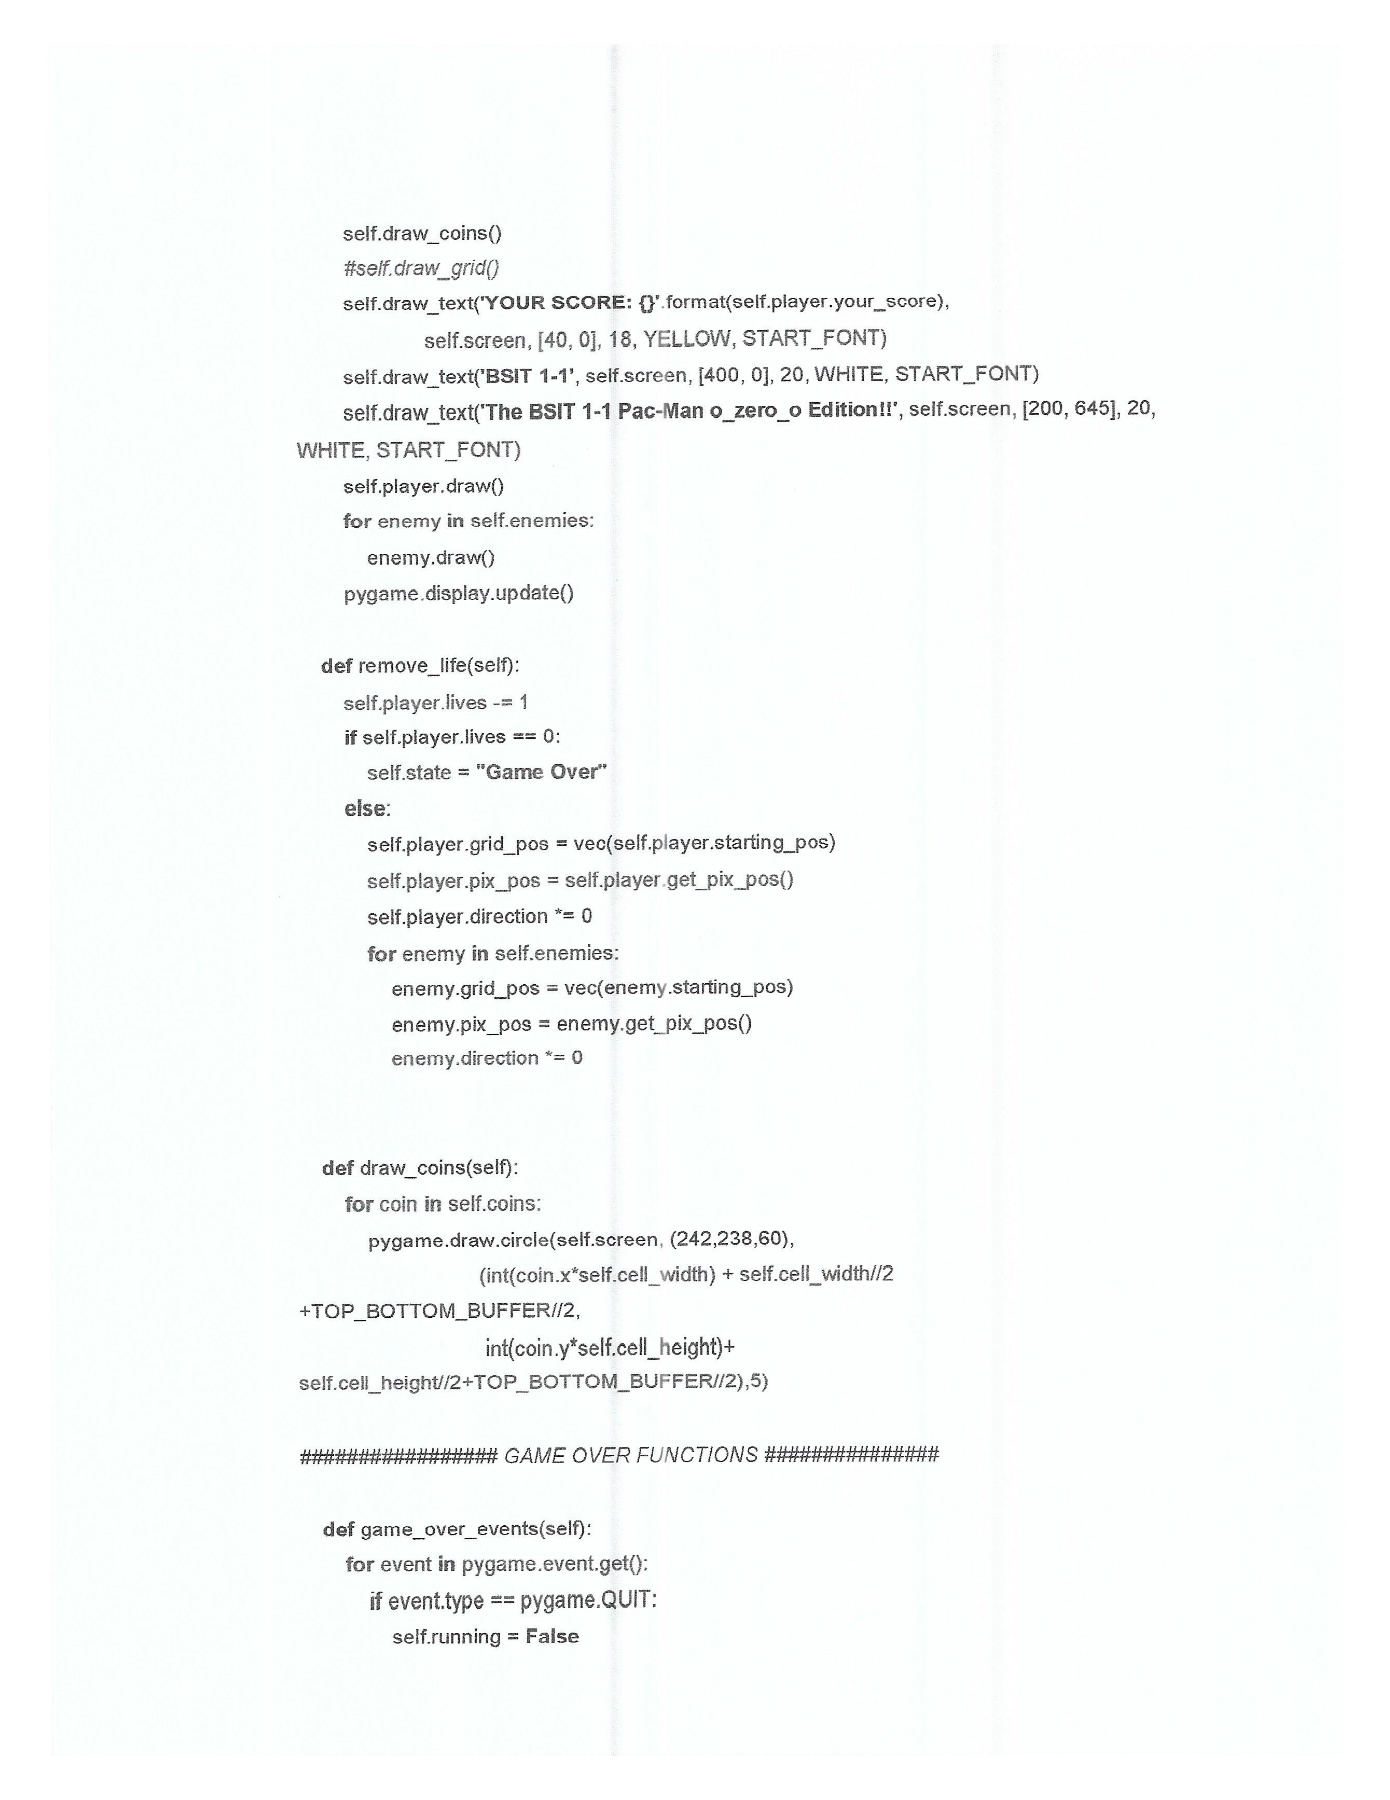 self.draw_coins()
#self.draw_grid()
self.draw_text('YOUR SCORE: {}'.format(self.player.your_score),
self.screen, [40, 0], 18, YELLOW, START_FONT)
self.draw_text('BSIT 1-1', self.screen, [400, 0], 20, WHITE, START_FONT)
self.draw_text('The BSIT 1-1 Pac-Man o_zero_o Edition!!', self.screen, [200, 645], 20,
WHITE, START_FONT)
self.player.draw()
for enemy in self.enemies:
enemy.draw()
pygame.display.update()
def remove_life(self):
self.player.lives -= 1
if self.player.lives == 0:
self.state = "Game Over"
else:
self.player.grid_pos = vec(self.player.starting_pos)
self.player.pix_pos = self.player.get_pix_pos()
self.player.direction *= 0
for enemy in self.enemies:
enemy.grid_pos = vec(enemy.starting_pos)
enemy.pix_pos = enemy.get_pix_pos()
enemy.direction *= 0
def draw_coins(self):
for coin in self.coins:
pygame.draw.circle(self.screen, (242,238,60),
(int(coin.x*self.cell_width) + self.cell_width//2
+TOP_BOTTOM_BUFFER//2,
int(coin.y*self.cell_height)+
self.cell_height//2+TOP_BOTTOM_BUFFER//2),5)
################# GAME OVER FUNCTIONS ###############
def game_over_events(self):
for event in pygame.event.get():
if event.type == pygame.QUIT:
self.running = False